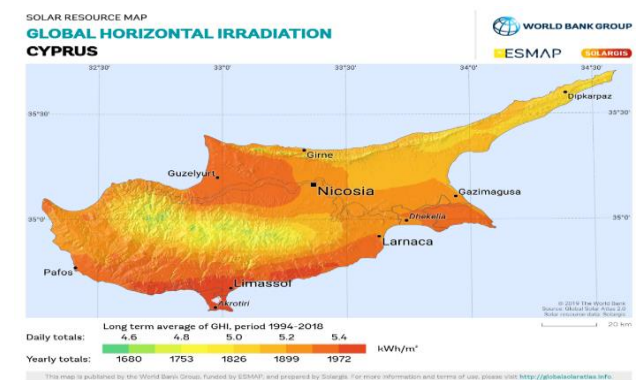 SOLAR RESOURCE MAP
GLOBAL HORIZONTAL IRRADIATION
CYPRUS
WORLD BANK GROUP
ESMAP
SOLARGIS
32°30'
33°0'
33°30'
34°0'
34°30'
35°30'
35°30'
Dipkarpaz
Girne
Guzelyurt
Nicosia
Gazimagusa
35°0'
35°0'
Dhekelia
Larnaca
Pafos
Limassol
Akrotiri
© 2019 The World Bank
Source: Global Solar Atlas 2.0
Solar resource data: Solargis
20 km
Long term average of GHI, period 1994-2018
Daily totals: 4.6 4.8 5.0 5.2 5.4
kWh/m²
Yearly totals: 1680 1753 1826 1899 1972
This map is published by the World Bank Group, funded by ESMAP, and prepared by Solargis. For more information and terms of use, please visit http://globalsolaratlas.info.